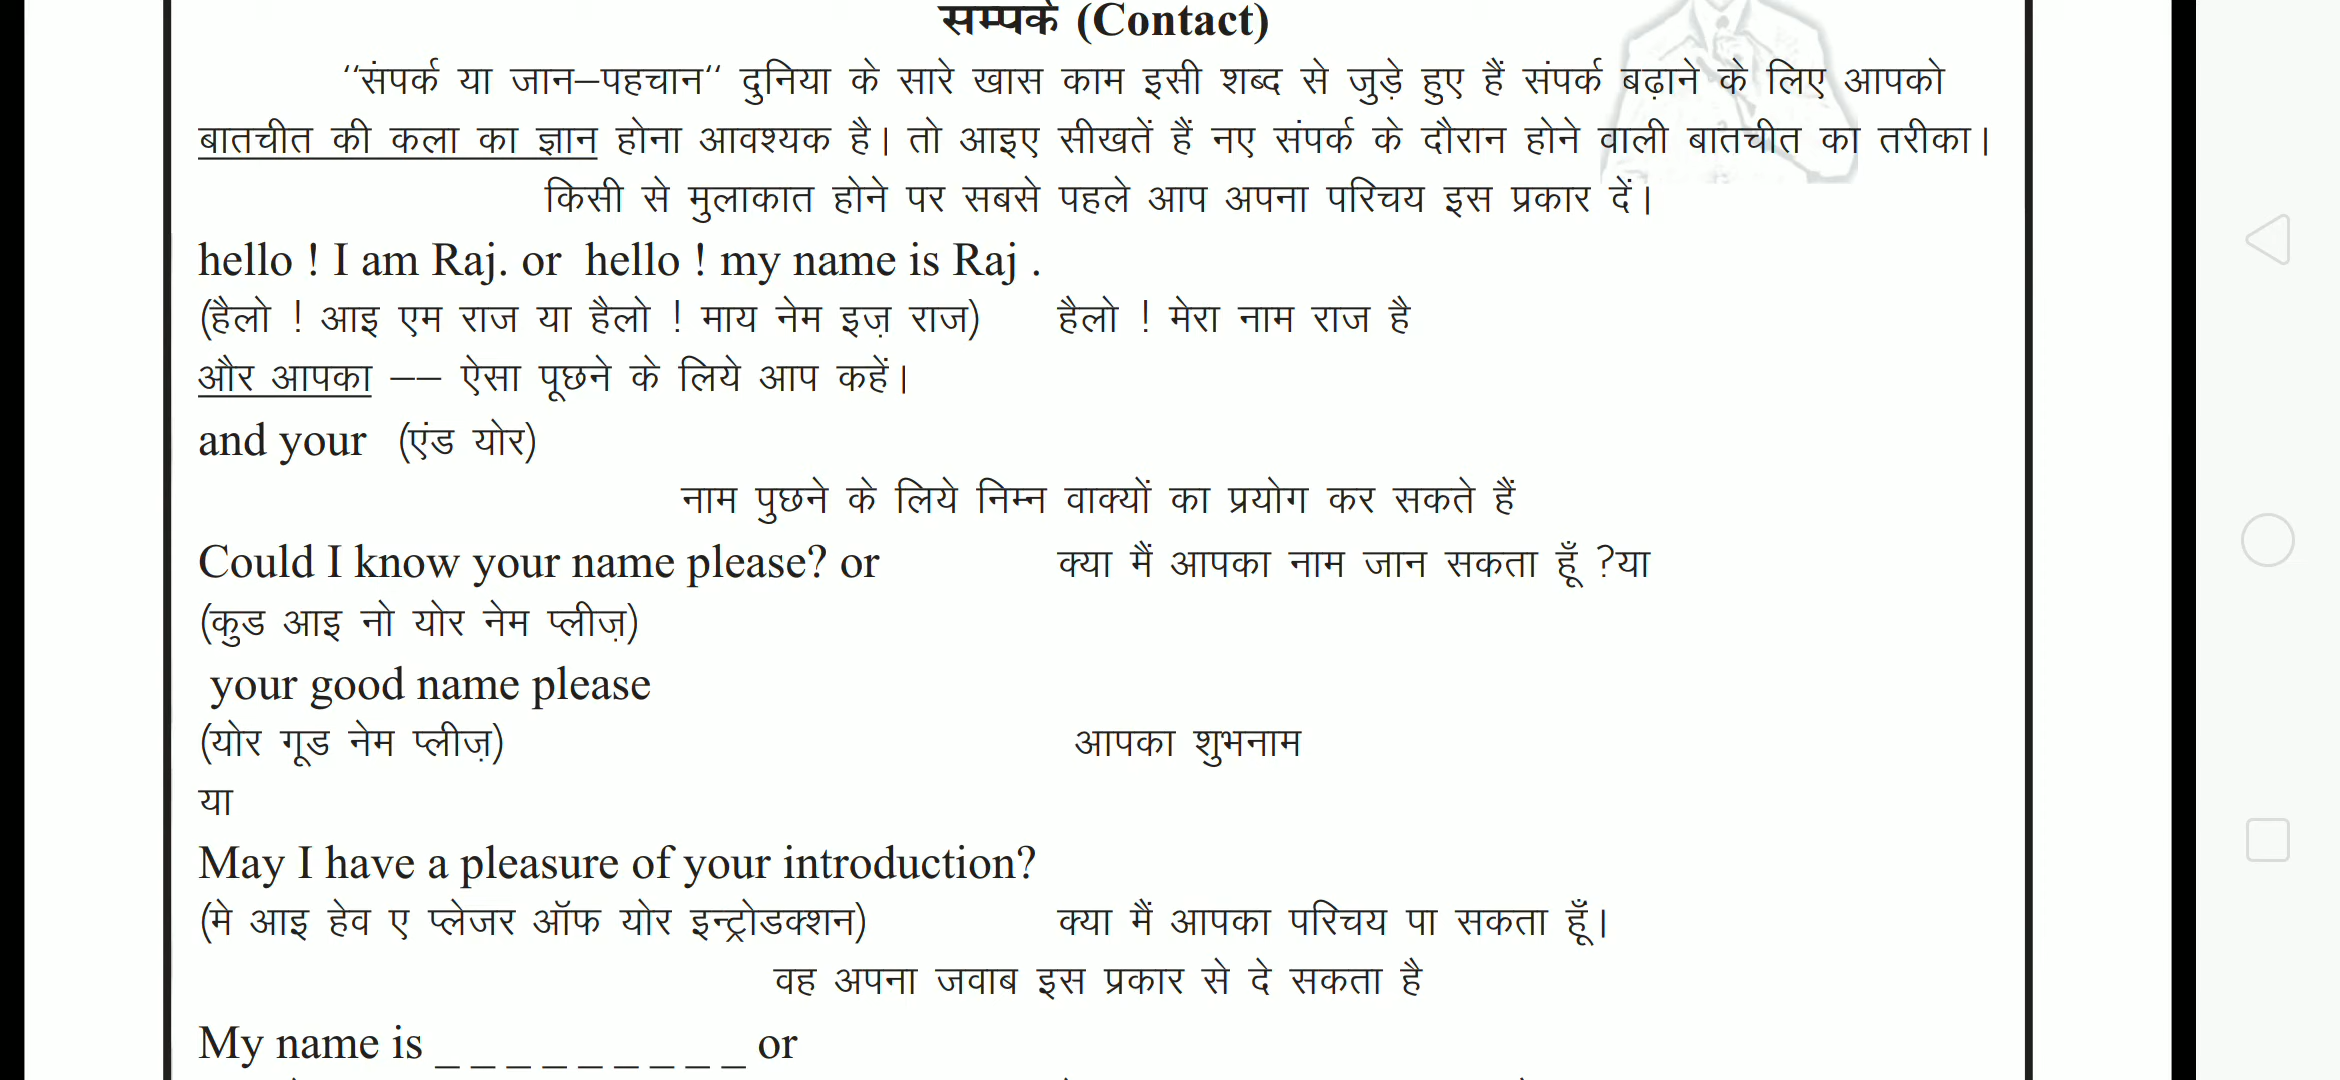 सम्पर्क (Contact)
‘‘संपर्क या जान–पहचान‘‘ दुनिया के सारे खास काम इसी शब्द से जुड़े हुए हैं संपर्क बढ़ाने के लिए आपको
बातचीत की कला का ज्ञान होना आवश्यक है। तो आइए सीखतें हैं नए संपर्क के दौरान होने वाली बातचीत का तरीका।
किसी से मुलाकात होने पर सबसे पहले आप अपना परिचय इस प्रकार दें।
hello ! I am Raj. or hello ! my name is Raj .
(हैलो ! आइ एम राज या हैलो ! माय नेम इज़ राज) हैलो ! मेरा नाम राज है
और आपका –– ऐसा पूछने के लिये आप कहें।
and your (एंड योर)
नाम पुछने के लिये निम्न वाक्यों का प्रयोग कर सकते हैं
Could I know your name please? or क्या मैं आपका नाम जान सकता हूँ ?या
(कुड आइ नो योर नेम प्लीज़)
your good name please
(योर गूड नेम प्लीज़) आपका शुभनाम
या
May I have a pleasure of your introduction?
(मे आइ हेव ए प्लेजर ऑफ योर इन्ट्रोडक्शन) क्या मैं आपका परिचय पा सकता हूँ।
वह अपना जवाब इस प्रकार से दे सकता है
My name is _ _ _ _ _ _ _ _ _ or